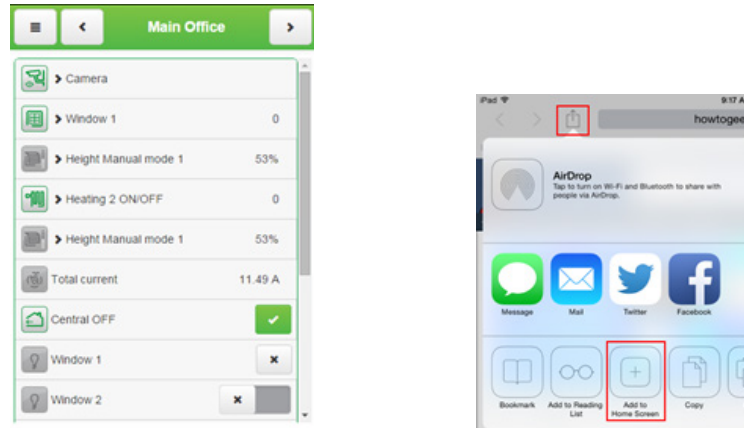 Main Office
Camera
Window 1 0
Height Manual mode 1 53%
Heating 2 ON/OFF 0
Height Manual mode 1 53%
Total current 11.49 A
Central OFF
Window 1
Window 2
iPad 9:17 A
howtogee
AirDrop
Tap to turn on Wi-Fi and Bluetooth to share with
people via AirDrop.
Message Mail Twitter Facebook
Bookmark Add to Reading List Add to Home Screen Copy